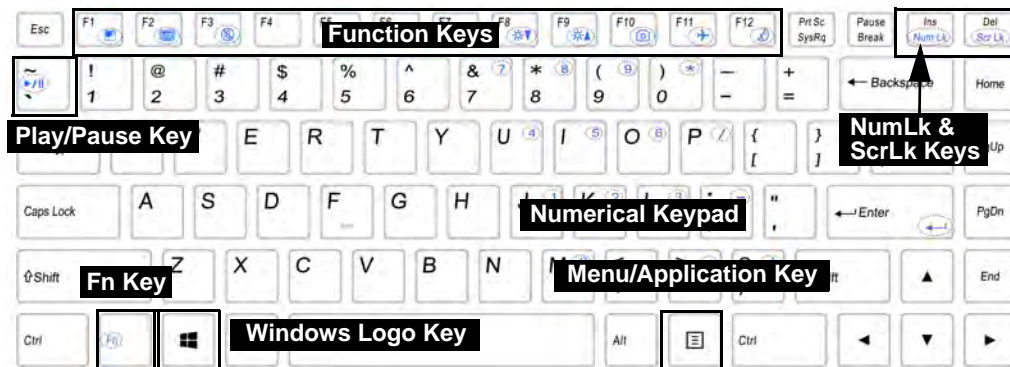 Esc F1 F2 F3 F4 F8 F9 F10 F11 F12 Prt Sc SysRq Pause Break Ins Num Lk Del Scr Lk
Function Keys
~ ` ! 1 @ 2 # 3 $ 4 % 5 ^ 6 & 7 7 * 8 8 ( 9 9 ) 0 * _ - + = Backspace Home
Play/Pause Key
E R T Y U 4 I 5 O 6 P / { [ } ]
NumLk &
ScrLk Keys
Caps Lock A S D F G H " , Enter PgDn
Numerical Keypad
Shift Z X C V B N M End
Fn Key
Menu/Application Key
Ctrl Fn Alt Ctrl
Windows Logo Key